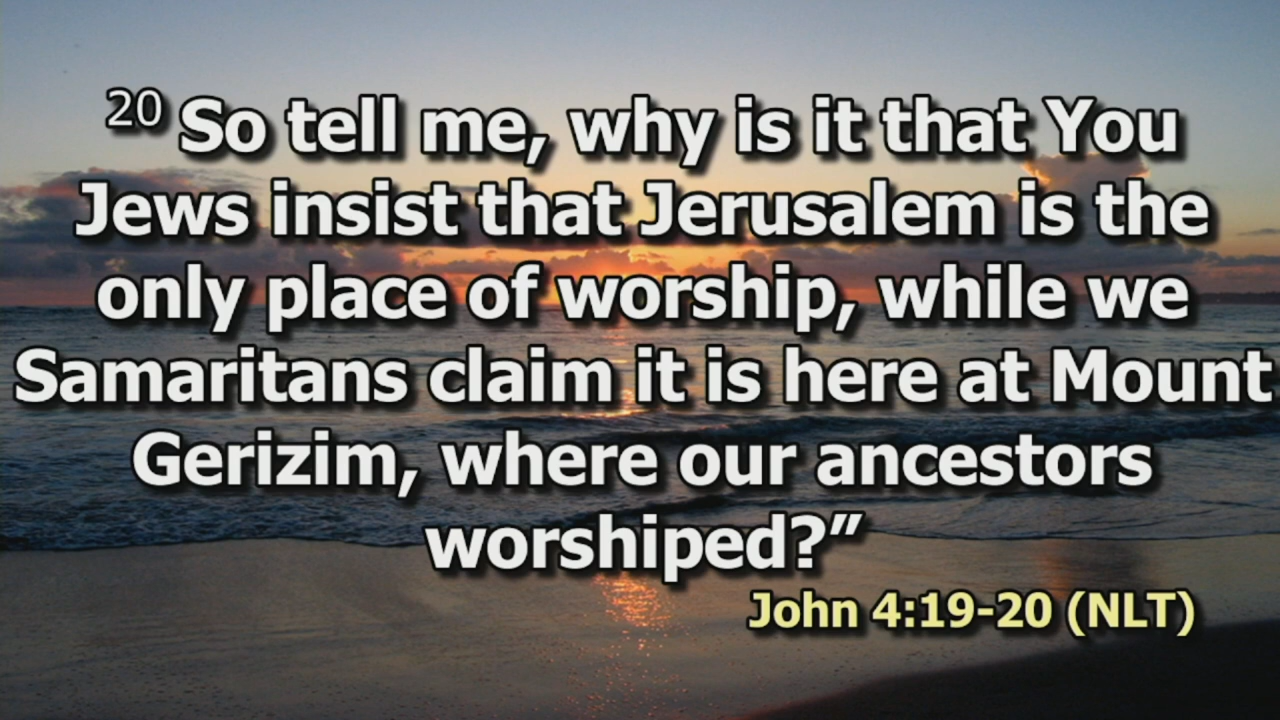 20 So tell me, why is it that You
Jews insist that Jerusalem is the
only place of worship, while we
Samaritans claim it is here at Mount
Gerizim, where our ancestors
worshiped?”
John 4:19-20 (NLT)